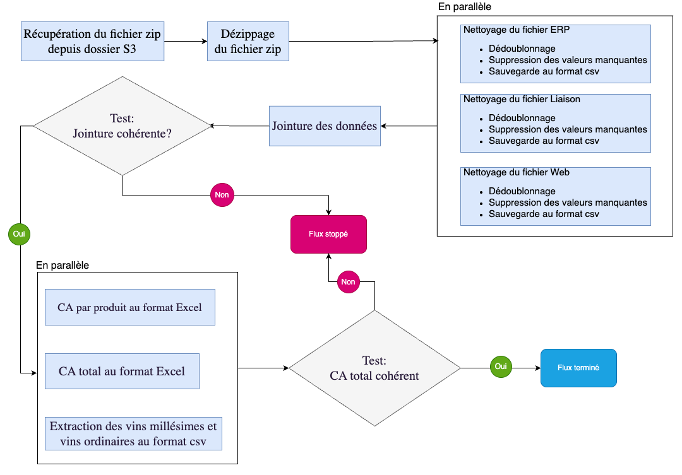 En parallèle
Récupération du fichier zip
depuis dossier S3
Dézippage
du fichier zip
Nettoyage du fichier ERP
Dédoublonnage
Suppression des valeurs manquantes
Sauvegarde au format csv
Nettoyage du fichier Liaison
Dédoublonnage
Suppression des valeurs manquantes
Sauvegarde au format csv
Nettoyage du fichier Web
Dédoublonnage
Suppression des valeurs manquantes
Sauvegarde au format csv
Jointure des données
Test:
Jointure cohérente?
Non
Oui
Flux stoppé
En parallèle
CA par produit au format Excel
CA total au format Excel
Extraction des vins millésimes et
vins ordinaires au format csv
Non
Test:
CA total cohérent
Oui
Flux terminé